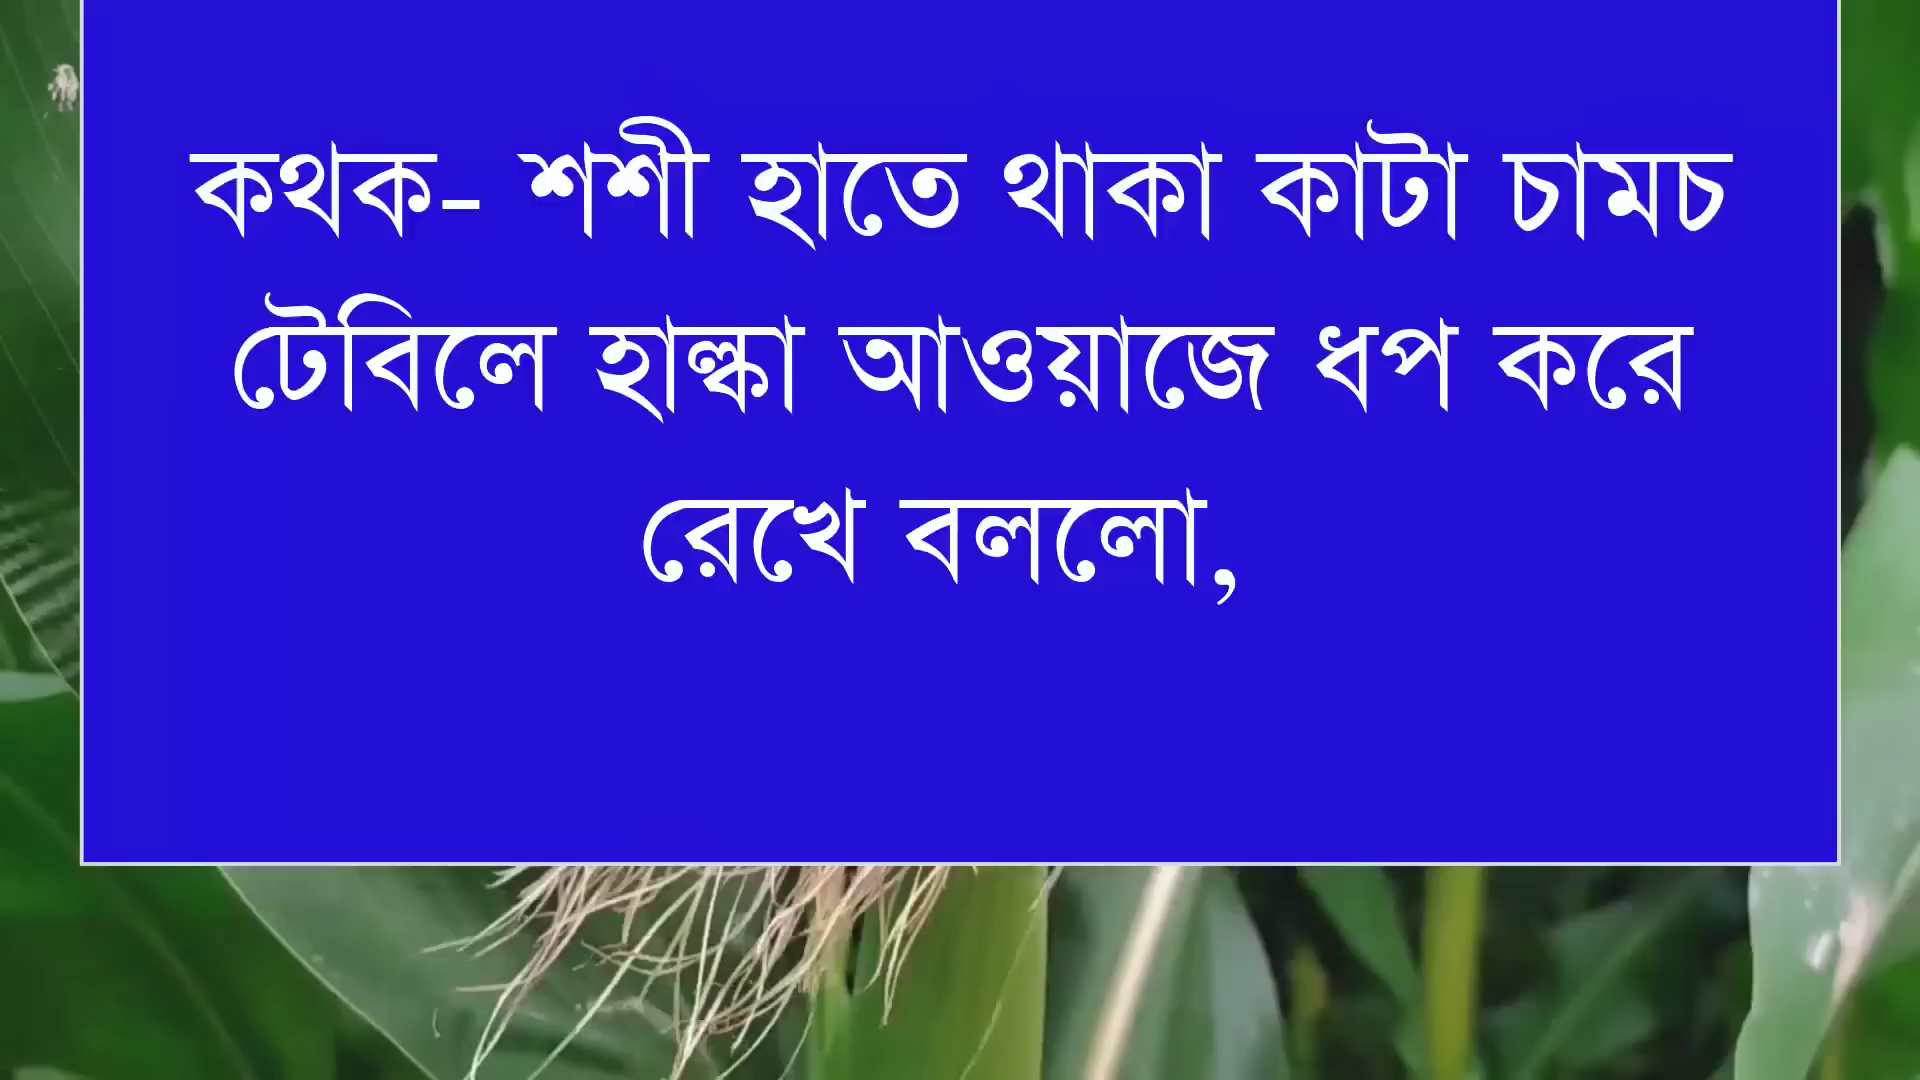 কথক- শশী হাতে থাকা কাটা চামচ
টেবিলে হাল্কা আওয়াজে ধপ করে
রেখে বললো,